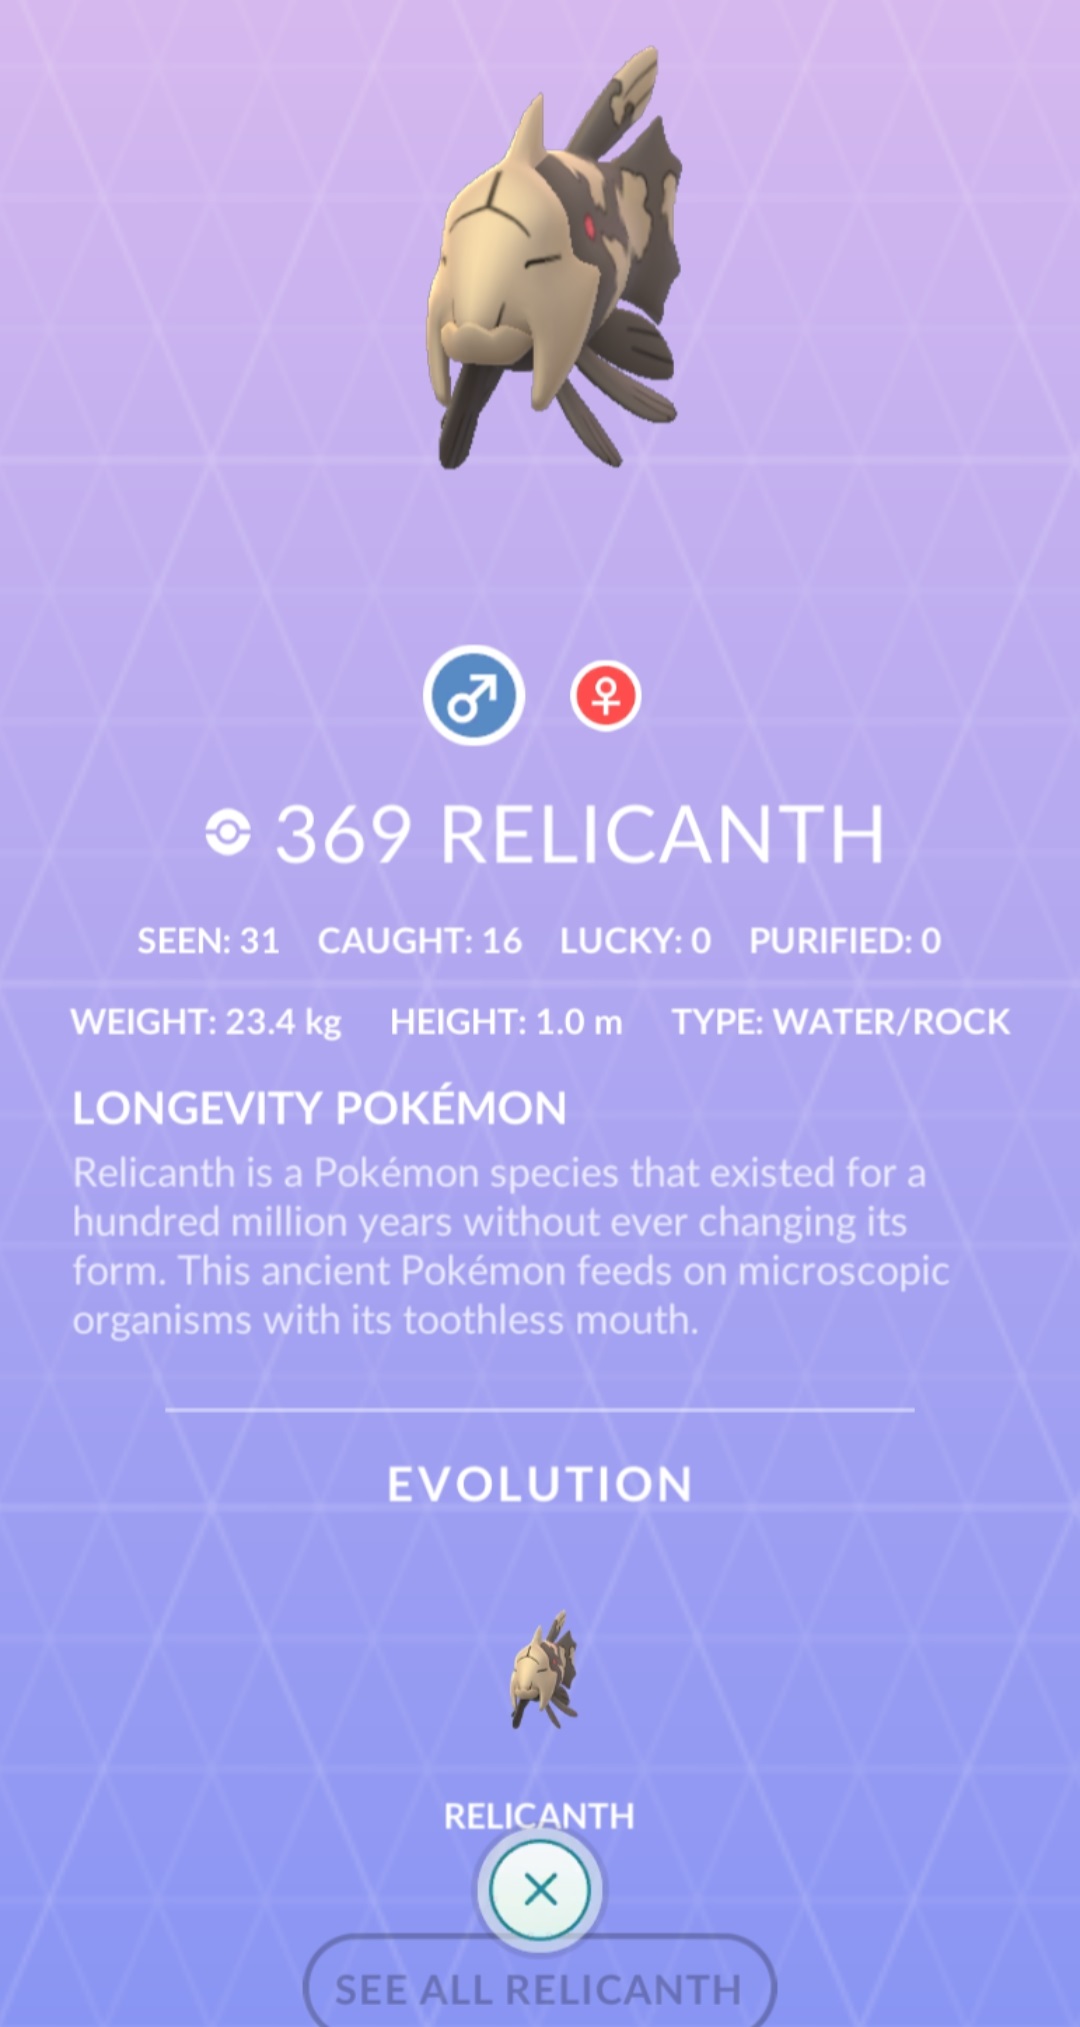 369 RELICANTH
SEEN: 31 CAUGHT: 16 LUCKY: 0 PURIFIED: 0
WEIGHT: 23.4 kg HEIGHT: 1.0 m TYPE: WATER/ROCK
LONGEVITY POKÉMON
Relicanth is a Pokémon species that existed for a
hundred million years without ever changing its
form. This ancient Pokémon feeds on microscopic
organisms with its toothless mouth.
EVOLUTION
RELICANTH
SEE ALL RELICANTH